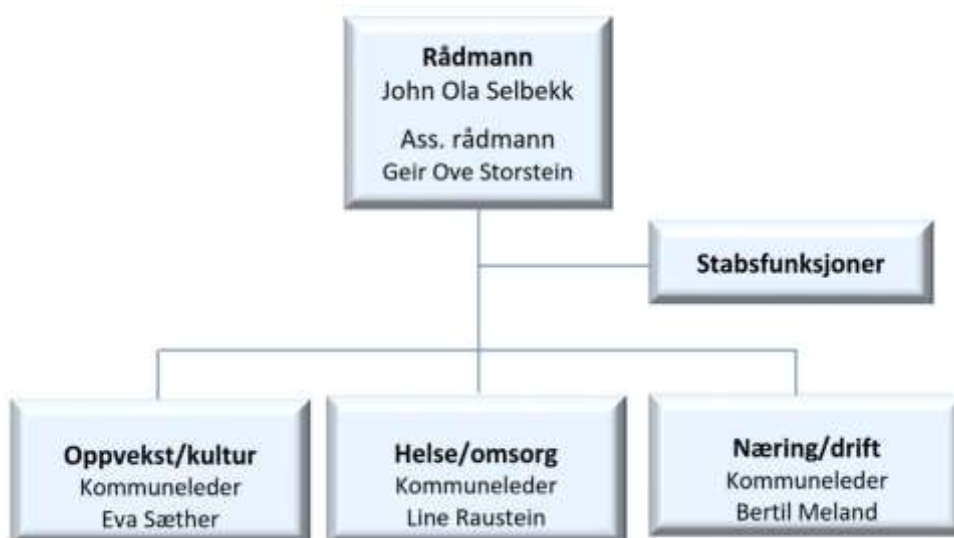 Rådmann
John Ola Selbekk
Ass. rådmann
Geir Ove Storstein
Stabsfunksjoner
Oppvekst/kultur
Kommuneleder
Eva Sæther
Helse/omsorg
Kommuneleder
Line Raustein
Næring/drift
Kommuneleder
Bertil Meland